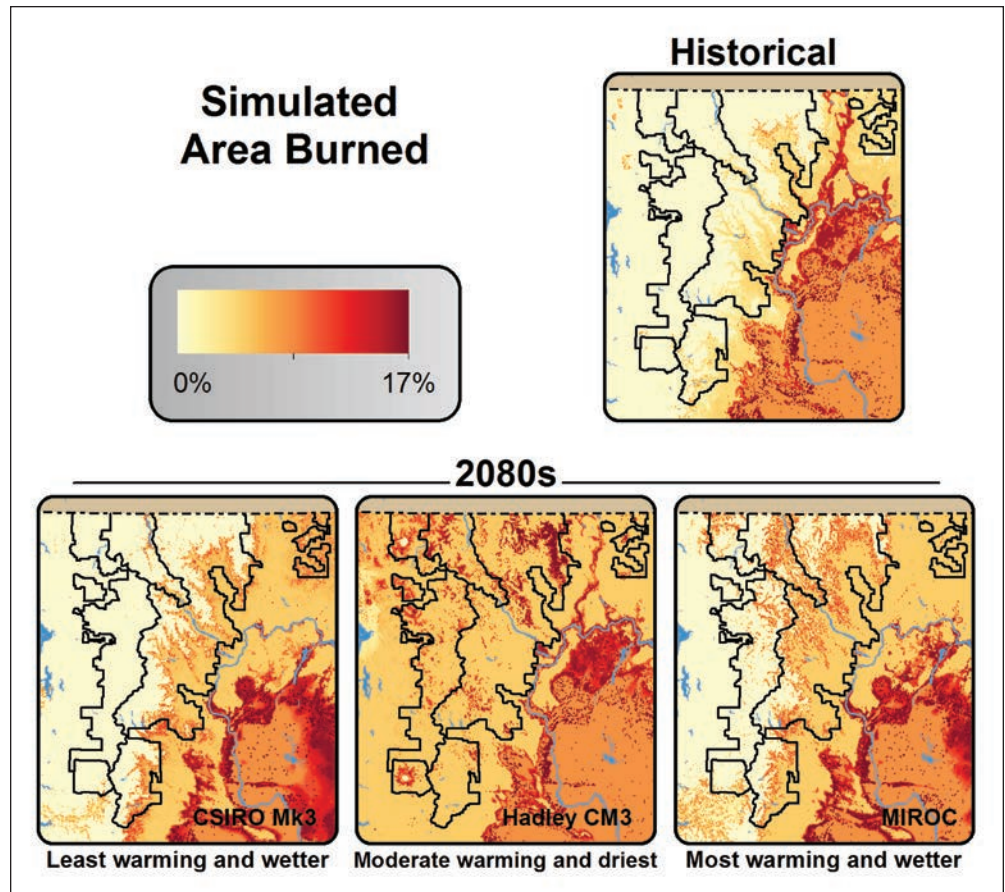 Simulated
Area Burned
Historical
0%
17%
2080s
CSIRO Mk3
Hadley CM3
MIROC
Least warming and wetter
Moderate warming and driest
Most warming and wetter